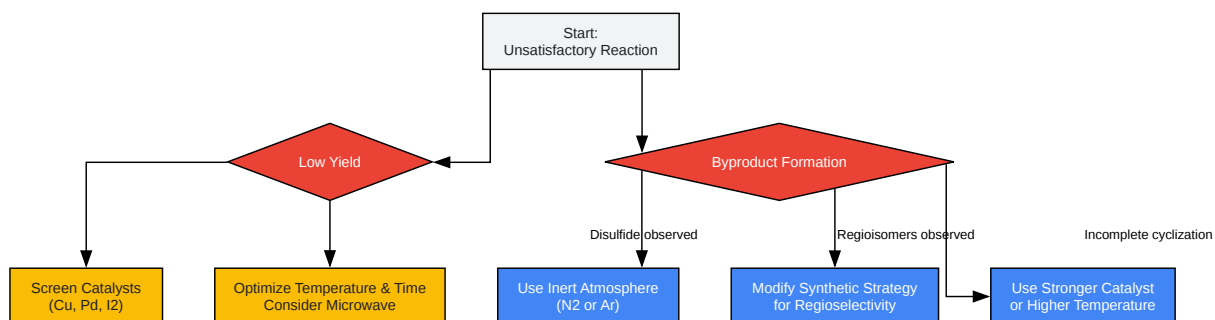 Start:
Unsatisfactory Reaction
Low Yield
Byproduct Formation
Disulfide observed
Regioisomers observed
Incomplete cyclization
Screen Catalysts
(Cu, Pd, I2)
Optimize Temperature & Time
Consider Microwave
Use Inert Atmosphere
(N2 or Ar)
Modify Synthetic Strategy
for Regioselectivity
Use Stronger Catalyst
or Higher Temperature